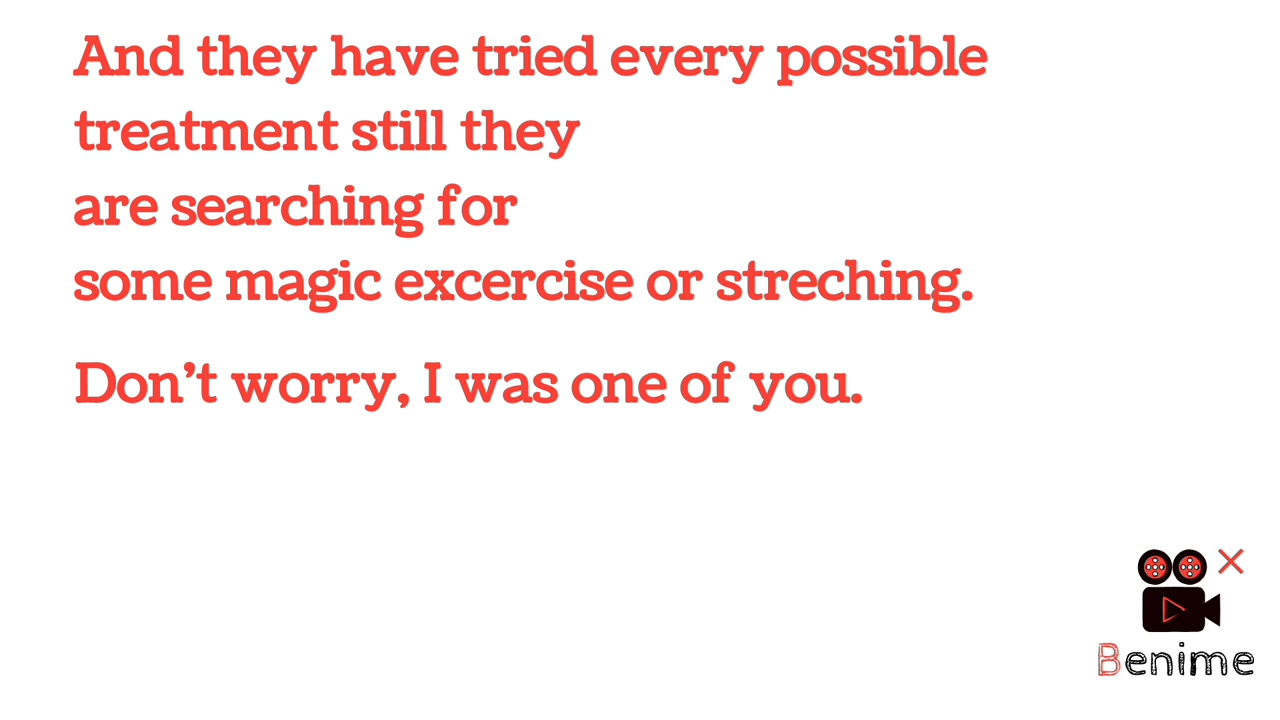 And they have tried every possible
treatment still they
are searching for
some magic excercise or streching.
Don't worry, I was one of you.
Benime